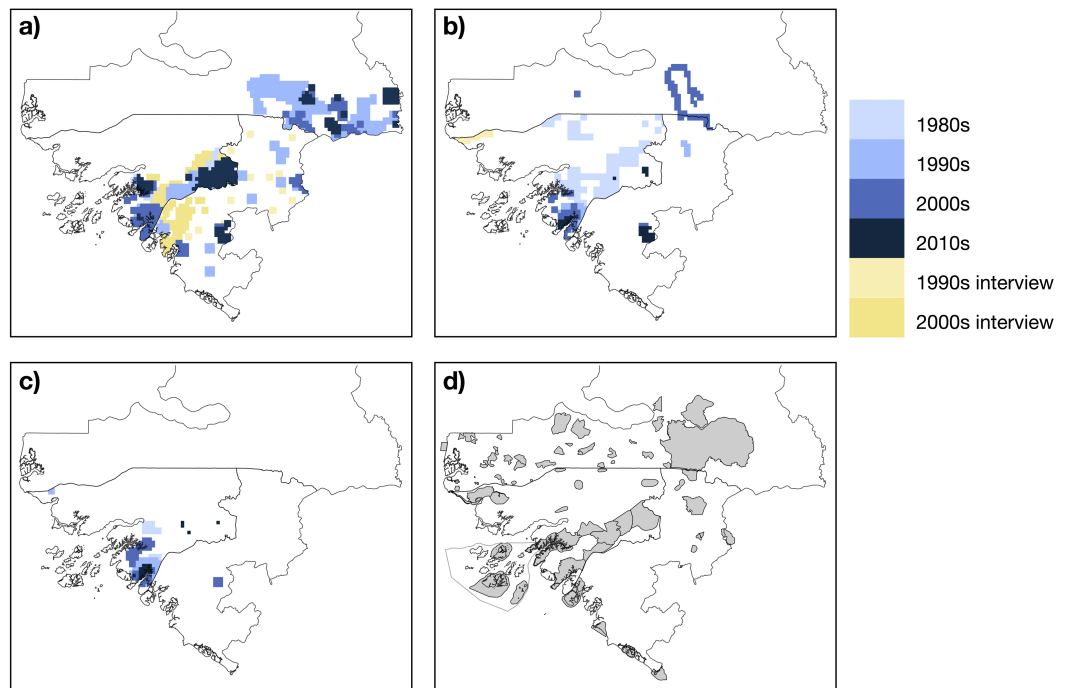 a)
b)
1980s
1990s
2000s
2010s
1990s interview
2000s interview
c)
d)